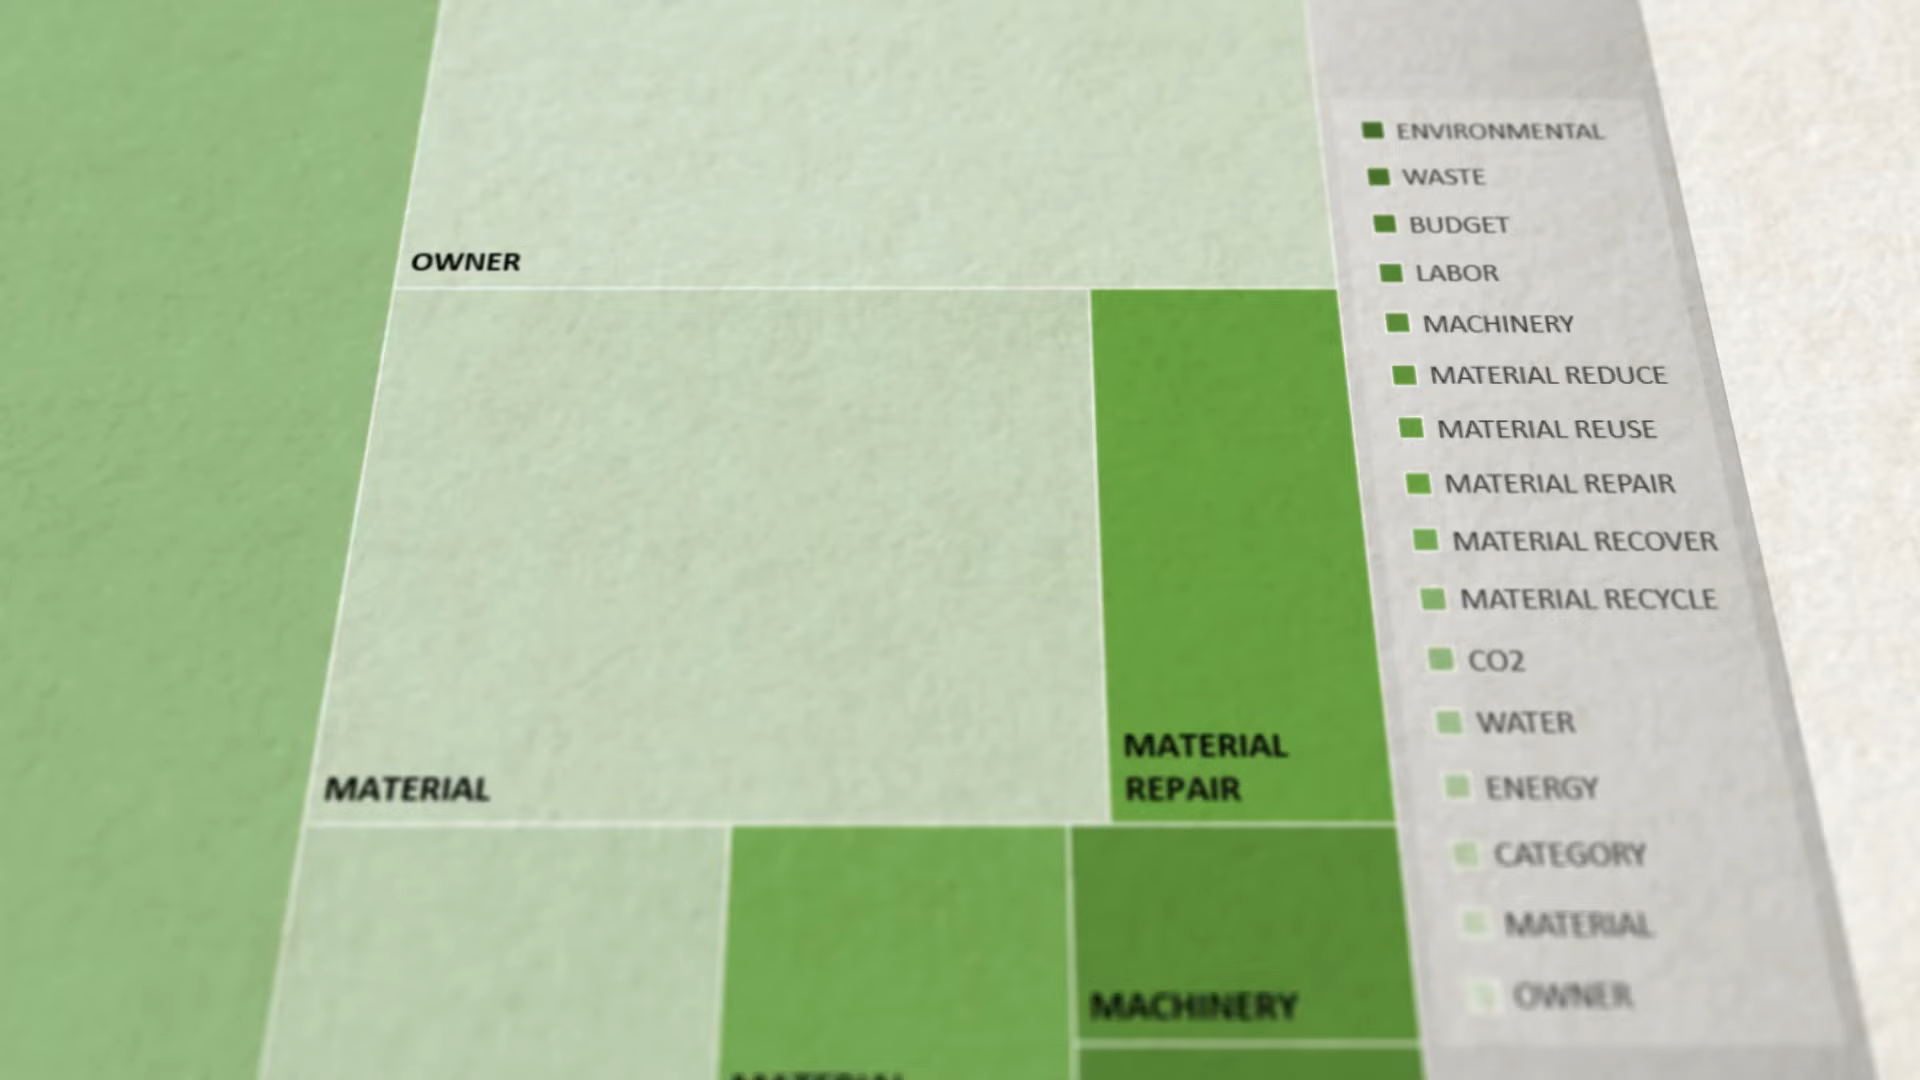 OWNER
MATERIAL
MATERIAL
REPAIR
MACHINERY
MATERIAL
ENVIRONMENTAL
WASTE
BUDGET
LABOR
MACHINERY
MATERIAL REDUCE
MATERIAL REUSE
MATERIAL REPAIR
MATERIAL RECOVER
MATERIAL RECYCLE
CO2
WATER
ENERGY
CATEGORY
MATERIAL
OWNER